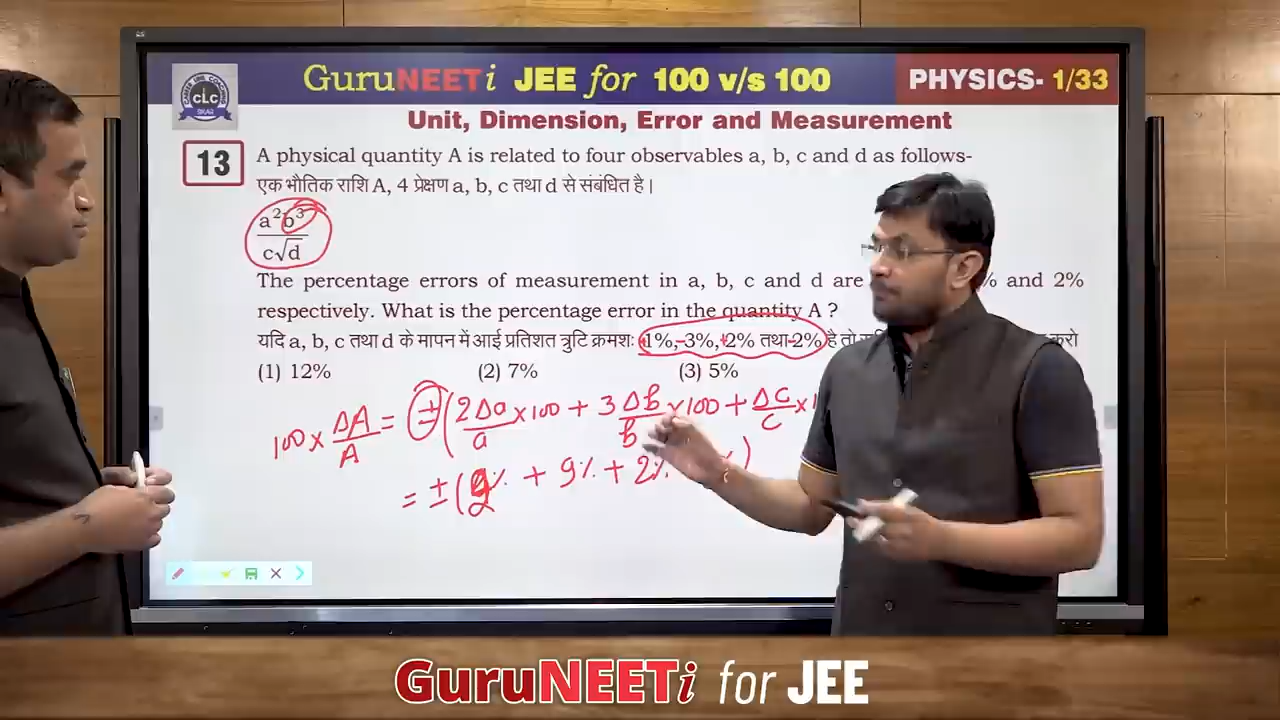 GuruNEETi JEE for 100 v/s 100
PHYSICS- 1/33
CLC
SIKAR
Unit, Dimension, Error and Measurement
13
A physical quantity A is related to four observables a, b, c and d as follows-
एक भौतिक राशि A, 4 प्रेक्षण a, b, c तथा d से संबंधित है।
a²b³
c√d
The percentage errors of measurement in a, b, c and d are % and 2%
respectively. What is the percentage error in the quantity A ?
यदि a, b, c तथा d के मापन में आई प्रतिशत त्रुटि क्रमशः 1%, 3%, 2% तथा 2% है तो करो
(1) 12% (2) 7% (3) 5%
100 × ΔA/A = ± (2Δa/a × 100 + 3 Δb/b × 100 + Δc/c × 1
= ± (2% + 9% + 2% )
GuruNEETi for JEE